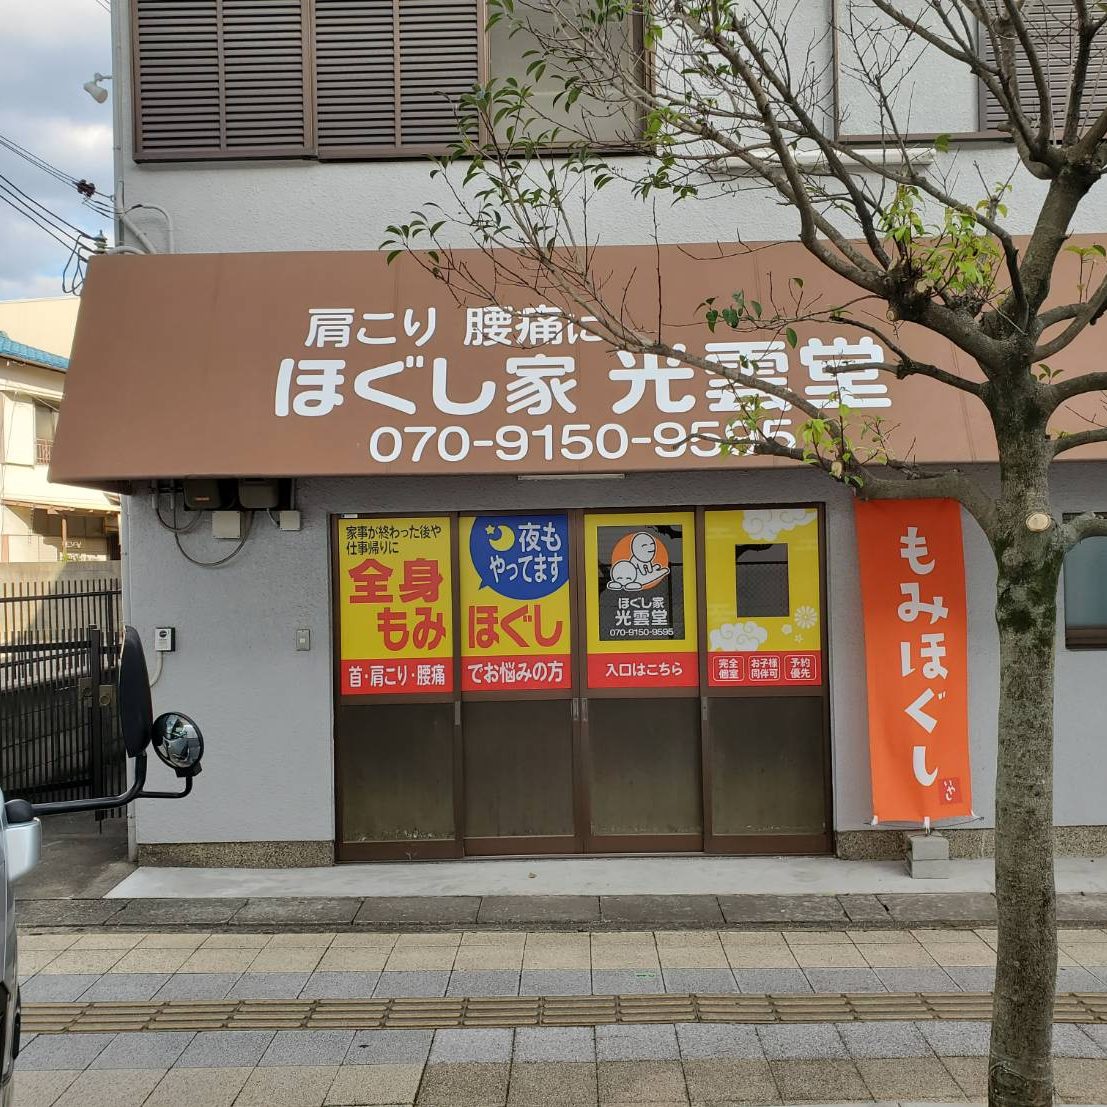 肩こり 腰痛に
ほぐし家 光雲堂
070-9150-9595
家事が終わった後や
仕事帰りに
全身
もみ
首・肩こり・腰痛
夜も
やってます
ほぐし
でお悩みの方
ほぐし家
光雲堂
070-9150-9595
入口はこちら
完全
個室
お子様
同伴可
予約
優先
もみほぐし
いやし